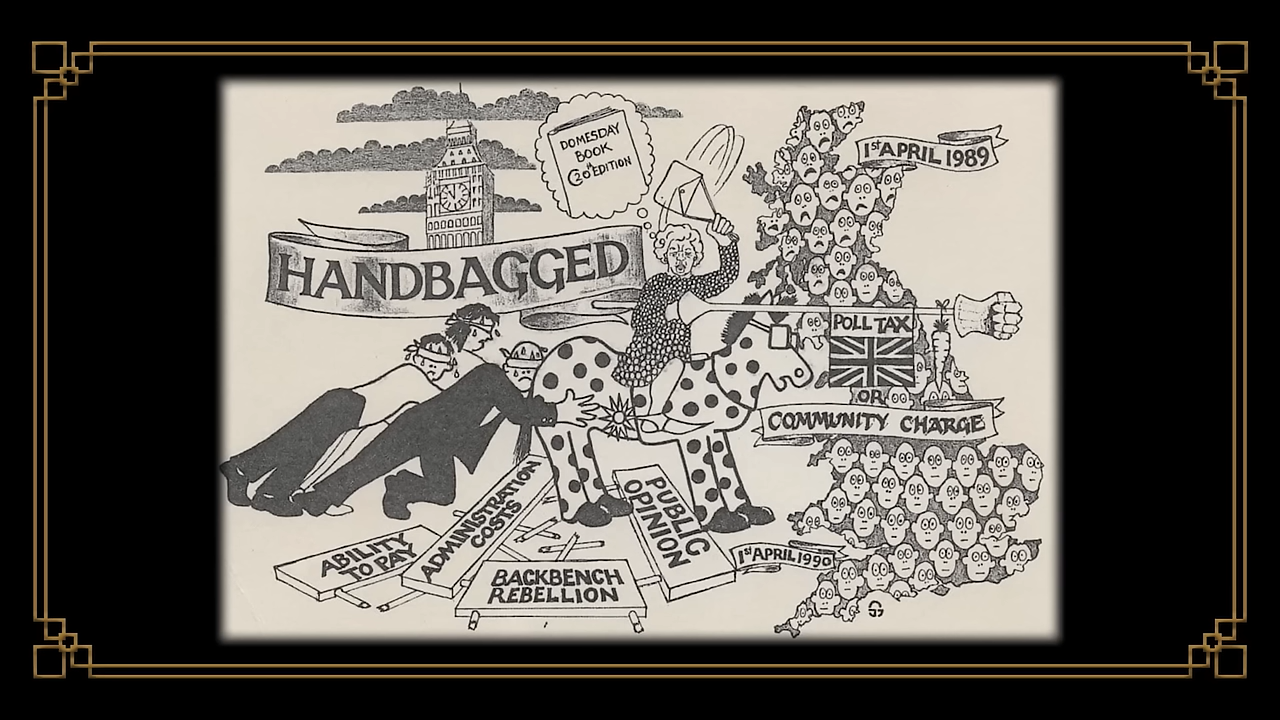 DOMESDAY
BOOK
C20th EDITION
1st APRIL 1989
HANDBAGGED
POLL TAX
OR
COMMUNITY CHARGE
ABILITY
TO PAY
ADMINISTRATION
COSTS
PUBLIC
OPINION
BACKBENCH
REBELLION
1st APRIL 1990